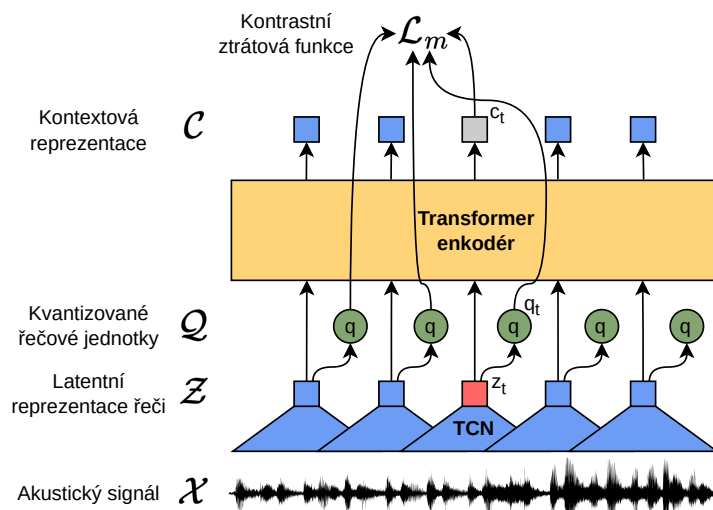 Kontrastní
ztrátová funkce
ℒm
Kontextová
reprezentace
𝒞
ct
Transformer
enkodér
Kvantizované
řečové jednotky
𝒬
qt
q q q q q
Latentní
reprezentace řeči
𝒵
zt
TCN
Akustický signál
𝒳